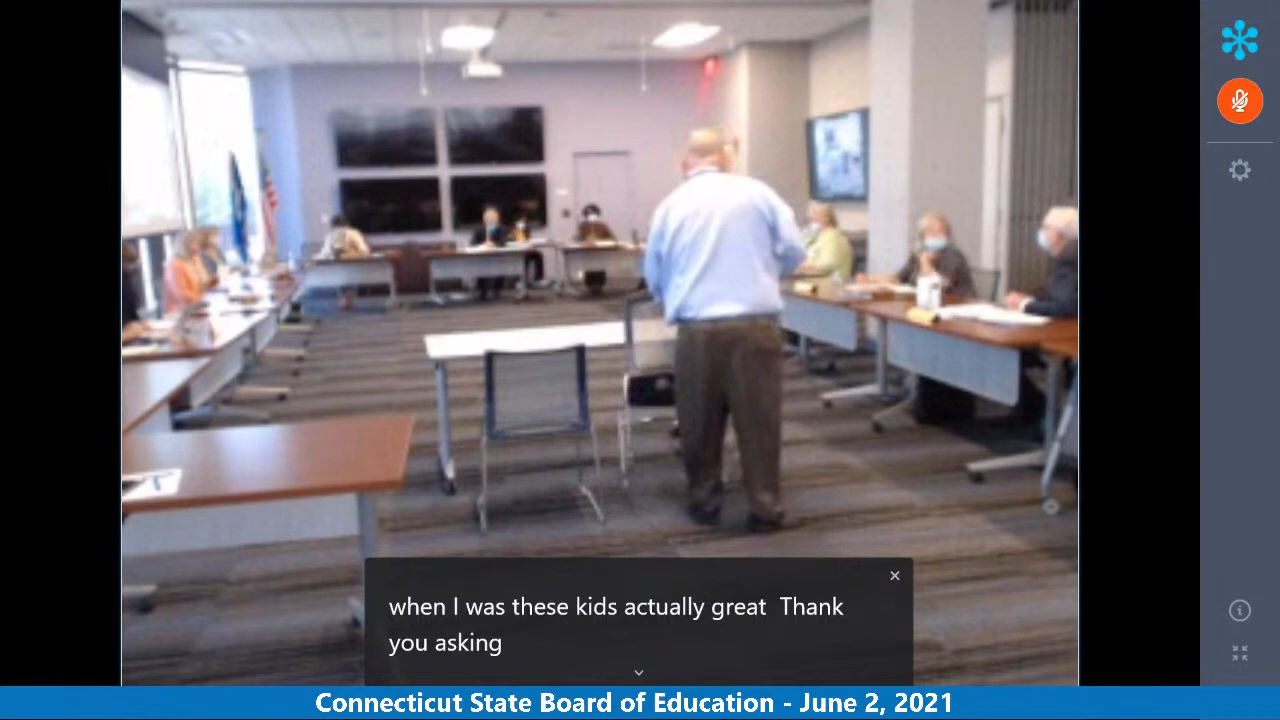 when I was these kids actually great  Thank
you asking
Connecticut State Board of Education - June 2, 2021